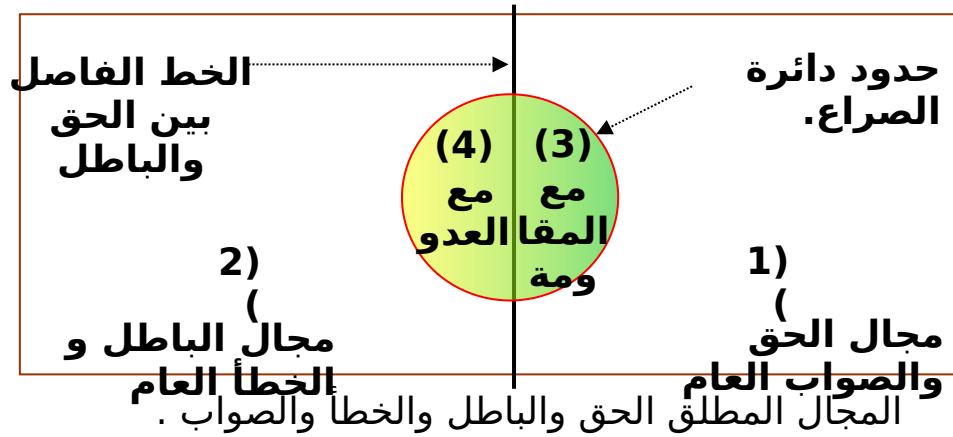 حدود دائرة
الصراع.
الخط الفاصل
بين الحق
والباطل
(3)
مع
المقا
ومة
(4)
مع
العدو
(1
)
مجال الحق
والصواب العام
(2
)
مجال الباطل و
الخطأ العام
المجال المطلق الحق والباطل والخطأ والصواب .